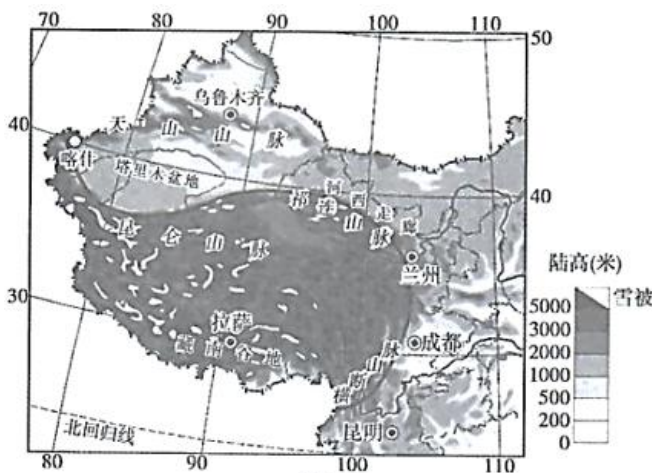 70
80
90
100
110
50
乌鲁木齐
天山山脉
40
喀什
塔里木盆地
河西走廊
祁连山脉
40
昆仑山脉
兰州
陆高(米)
雪被
5000
3000
2000
1000
500
200
0
30
拉萨
藏南谷地
成都
横断山脉
昆明
北回归线
80
90
100
110